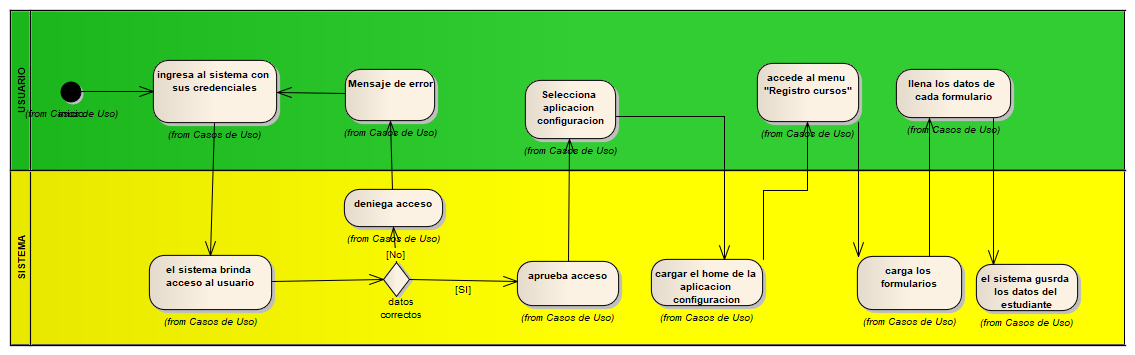 USUARIO
inicio
(from Casos de Uso)
ingresa al sistema con
sus credenciales
(from Casos de Uso)
Mensaje de error
(from Casos de Uso)
Selecciona
aplicacion
configuracion
(from Casos de Uso)
accede al menu
"Registro cursos"
(from Casos de Uso)
llena los datos de
cada formulario
(from Casos de Uso)
SISTEMA
el sistema brinda
acceso al usuario
(from Casos de Uso)
deniega acceso
(from Casos de Uso)
[No]
datos
correctos
[SI]
aprueba acceso
(from Casos de Uso)
cargar el home de la
aplicacion
configuracion
(from Casos de Uso)
carga los
formularios
(from Casos de Uso)
el sistema gusrda
los datos del
estudiante
(from Casos de Uso)